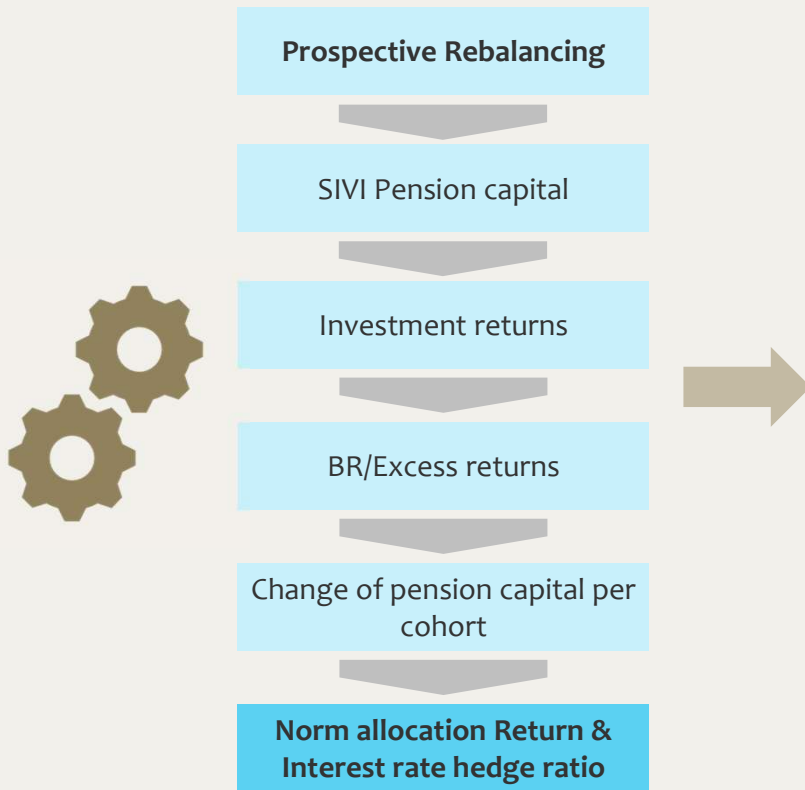 Prospective Rebalancing
SIVI Pension capital
Investment returns
BR/Excess returns
Change of pension capital per
cohort
Norm allocation Return &
Interest rate hedge ratio